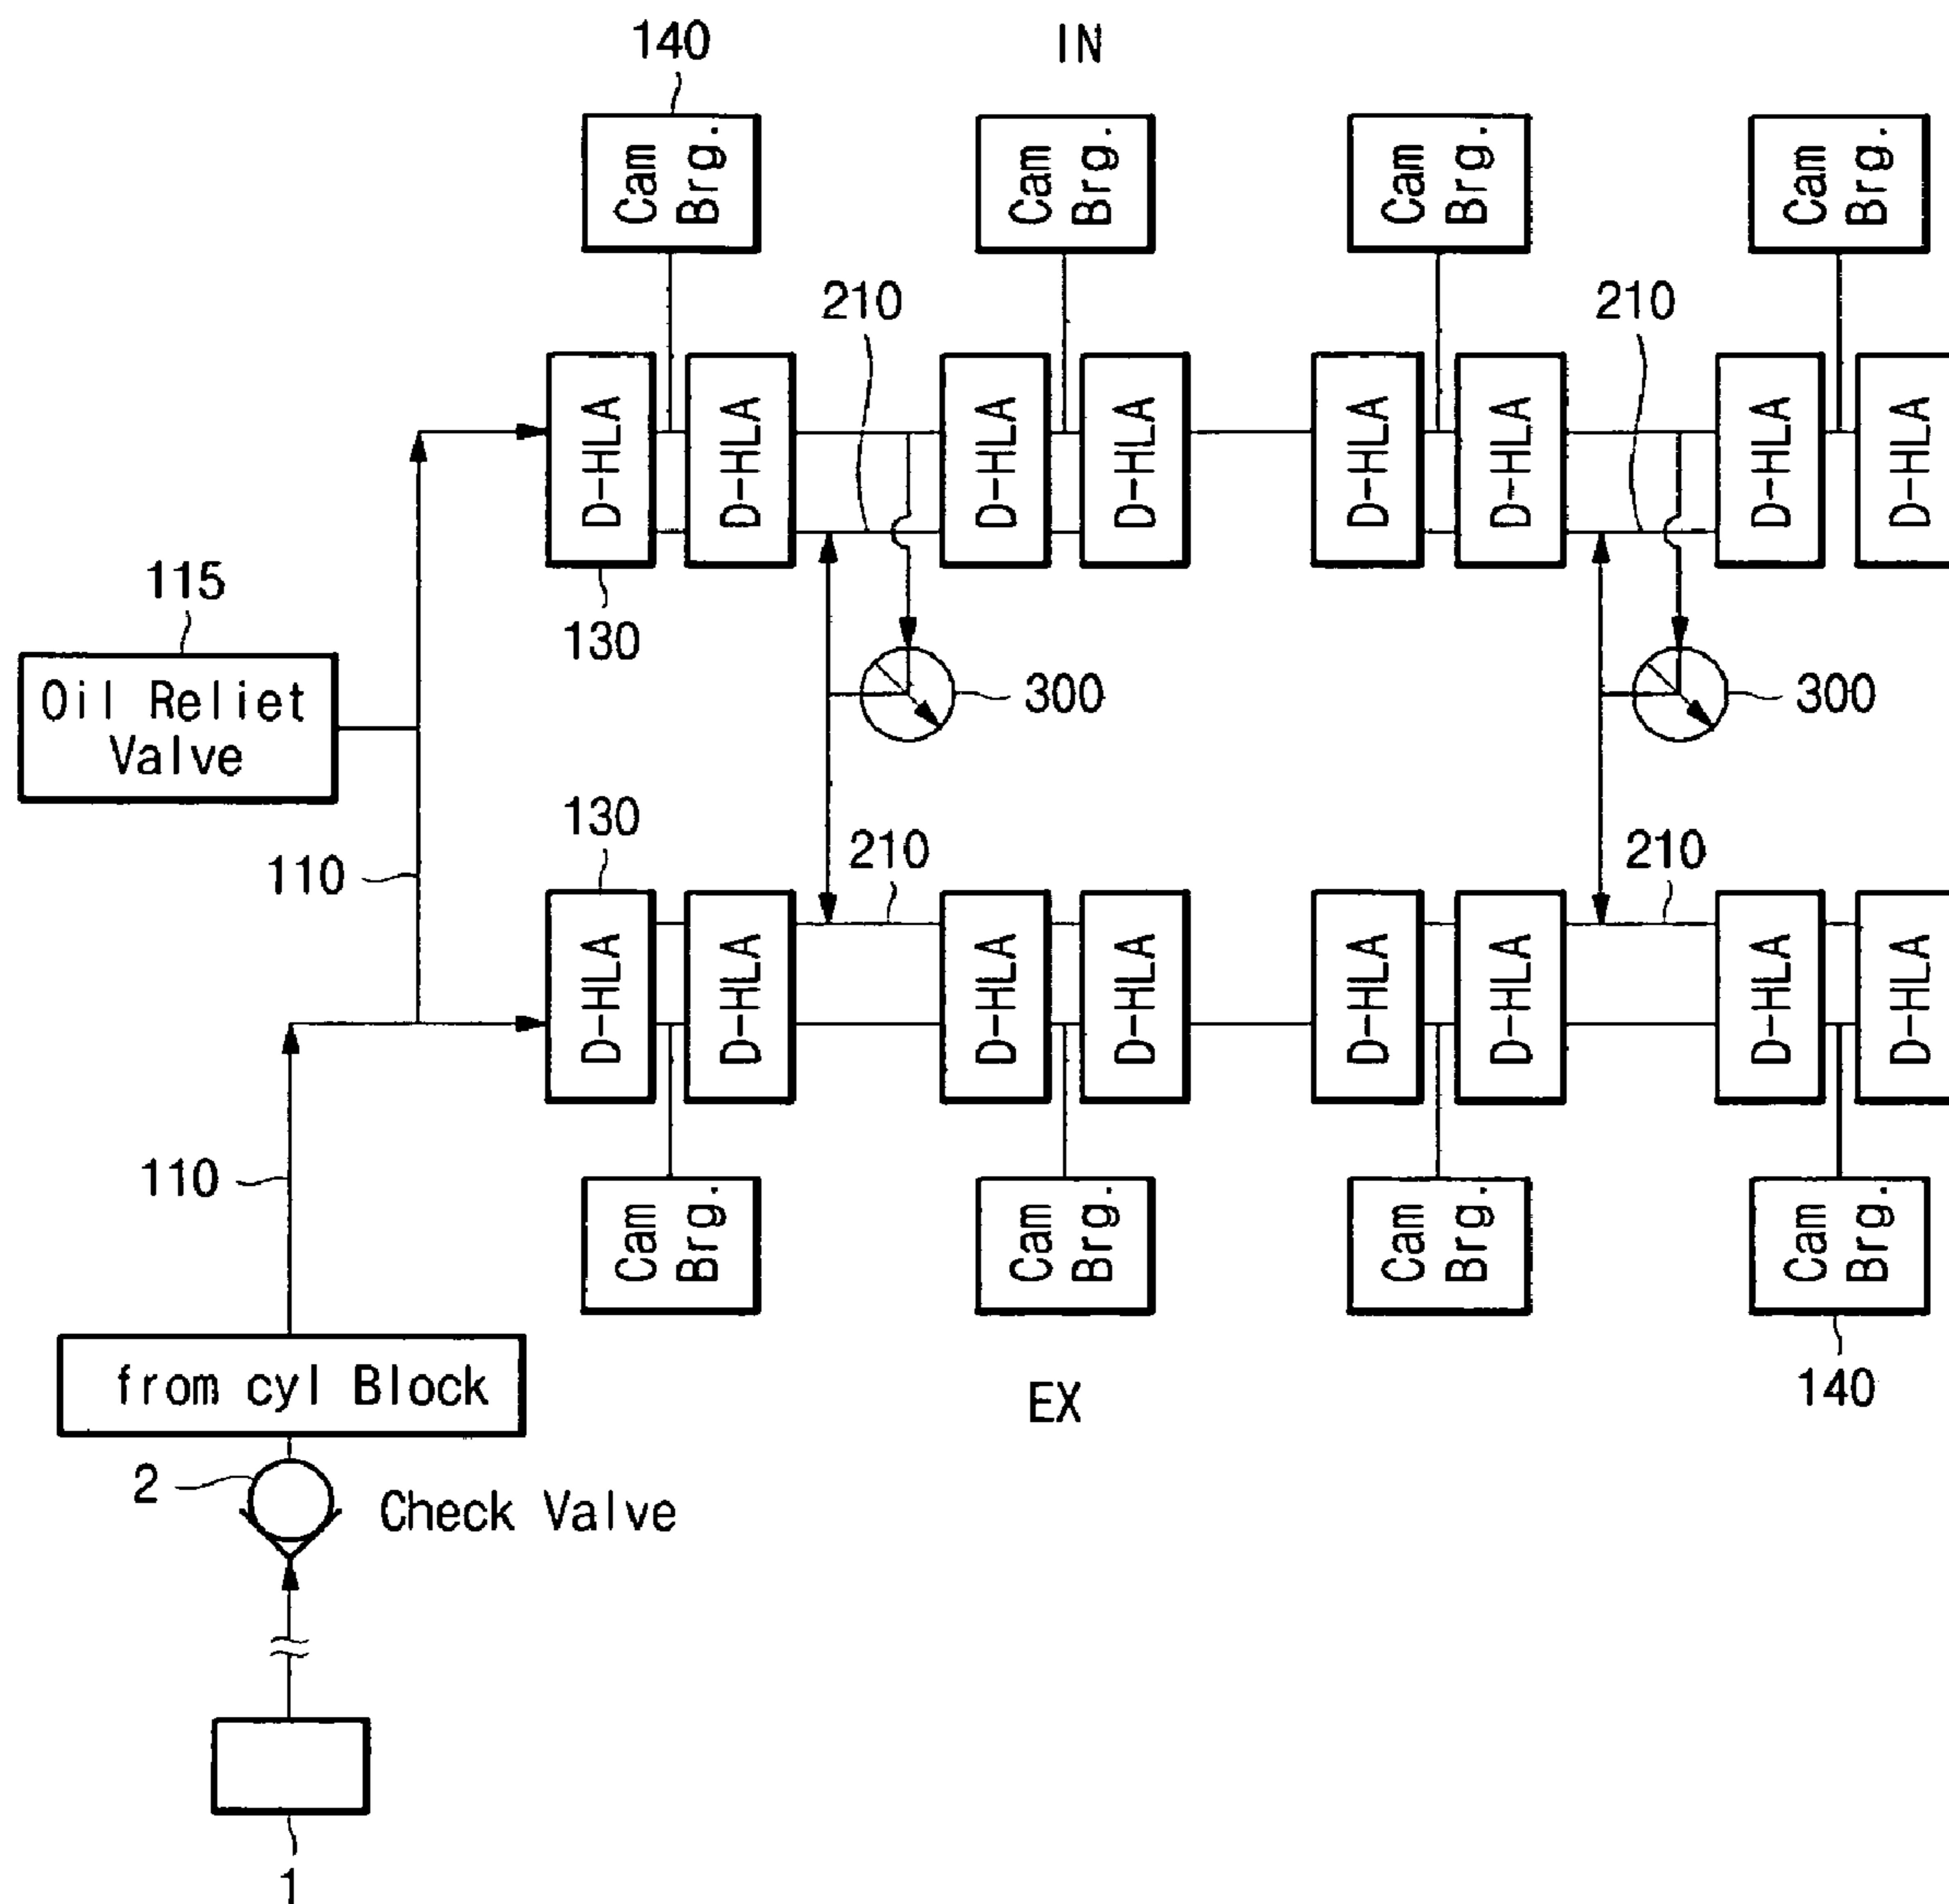 140
IN
Cam Brg.
Cam Brg.
Cam Brg.
Cam Brg.
210
210
D-HLA
D-HLA
D-HLA
D-HLA
D-HLA
D-HLA
D-HLA
D-HLA
115
130
Oil Reliet
Valve
300
300
130
210
210
110
D-HLA
D-HLA
D-HLA
D-HLA
D-HLA
D-HLA
D-HLA
D-HLA
110
Cam Brg.
Cam Brg.
Cam Brg.
Cam Brg.
from cyl Block
EX
140
2
Check Valve
1